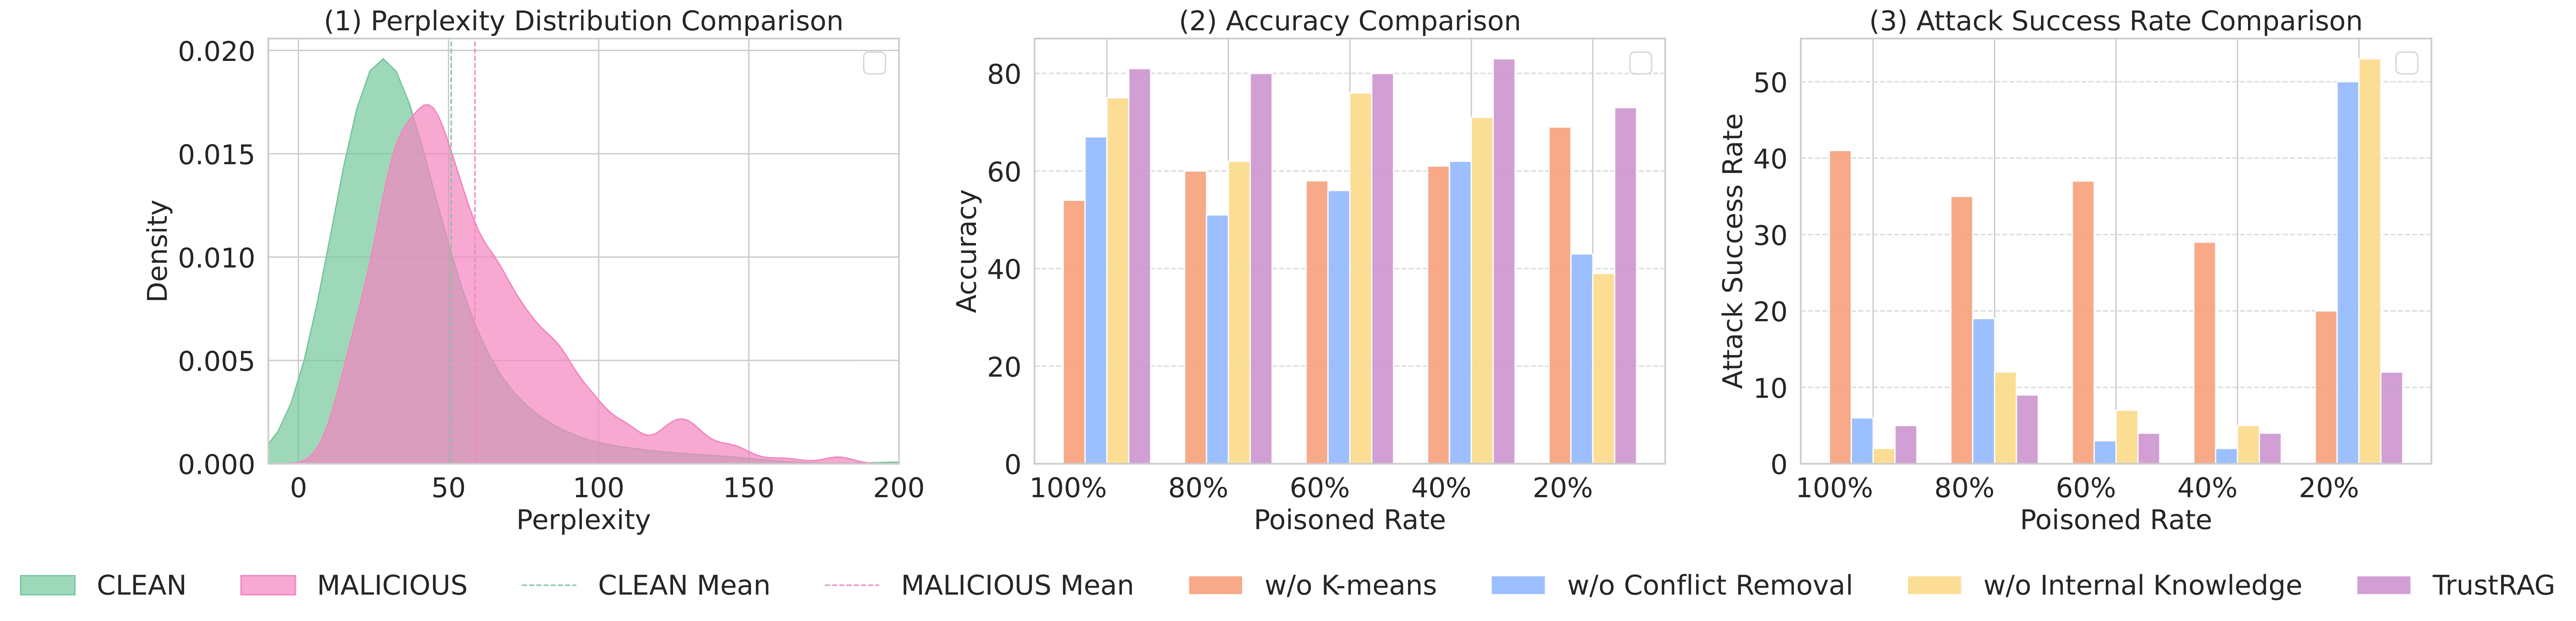 (1) Perplexity Distribution Comparison
0.020
0.015
0.010
0.005
0.000
Density
0
50
100
150
200
Perplexity
(2) Accuracy Comparison
80
60
40
20
0
Accuracy
100%
80%
60%
40%
20%
Poisoned Rate
(3) Attack Success Rate Comparison
50
40
30
20
10
0
Attack Success Rate
100%
80%
60%
40%
20%
Poisoned Rate
CLEAN
MALICIOUS
CLEAN Mean
MALICIOUS Mean
w/o K-means
w/o Conflict Removal
w/o Internal Knowledge
TrustRAG